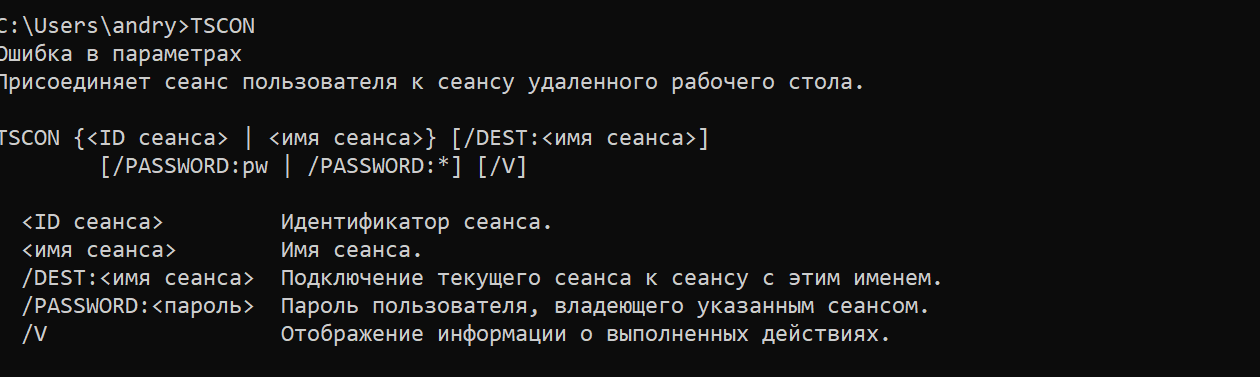 C:\Users\andry>TSCON
Ошибка в параметрах
Присоединяет сеанс пользователя к сеансу удаленного рабочего стола.
TSCON {<ID сеанса> | <имя сеанса>} [/DEST:<имя сеанса>]
[/PASSWORD:pw | /PASSWORD:*] [/V]
<ID сеанса> Идентификатор сеанса.
<имя сеанса> Имя сеанса.
/DEST:<имя сеанса> Подключение текущего сеанса к сеансу с этим именем.
/PASSWORD:<пароль> Пароль пользователя, владеющего указанным сеансом.
/V Отображение информации о выполненных действиях.